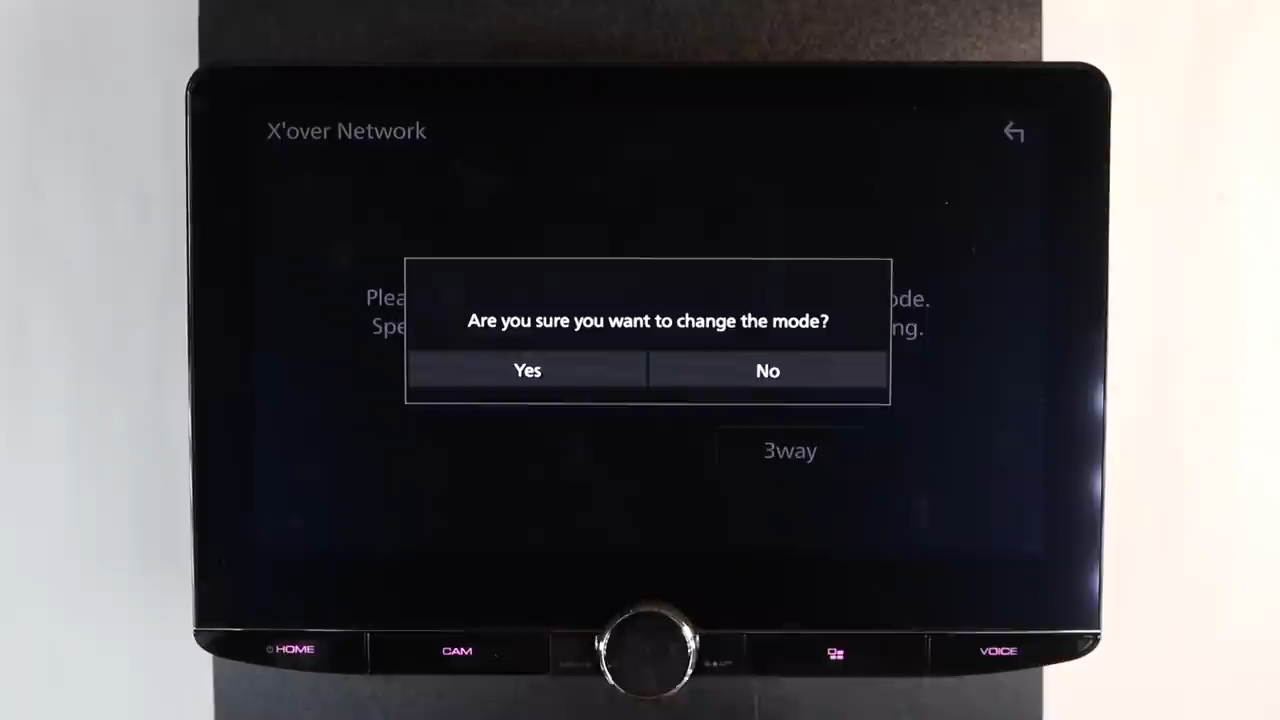 X'over Network
Plea
ode.
Spe
ng.
Are you sure you want to change the mode?
Yes
No
3way
HOME
CAM
VOICE